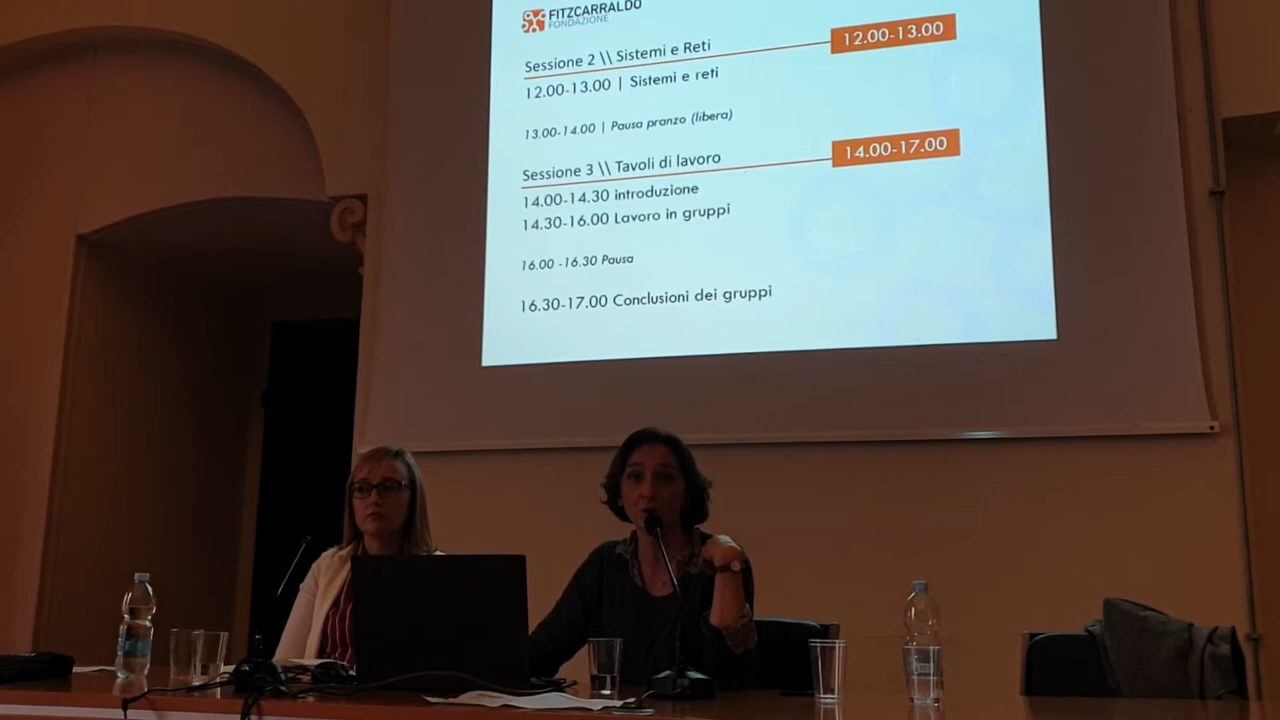 FITZCARRALDO
FONDAZIONE
Sessione 2 \\ Sistemi e Reti
12.00-13.00
12.00-13.00 | Sistemi e reti
13.00-14.00 | Pausa pranzo (libera)
Sessione 3 \\ Tavoli di lavoro
14.00-17.00
14.00-14.30 introduzione
14.30-16.00 Lavoro in gruppi
16.00 -16.30 Pausa
16.30-17.00 Conclusioni dei gruppi